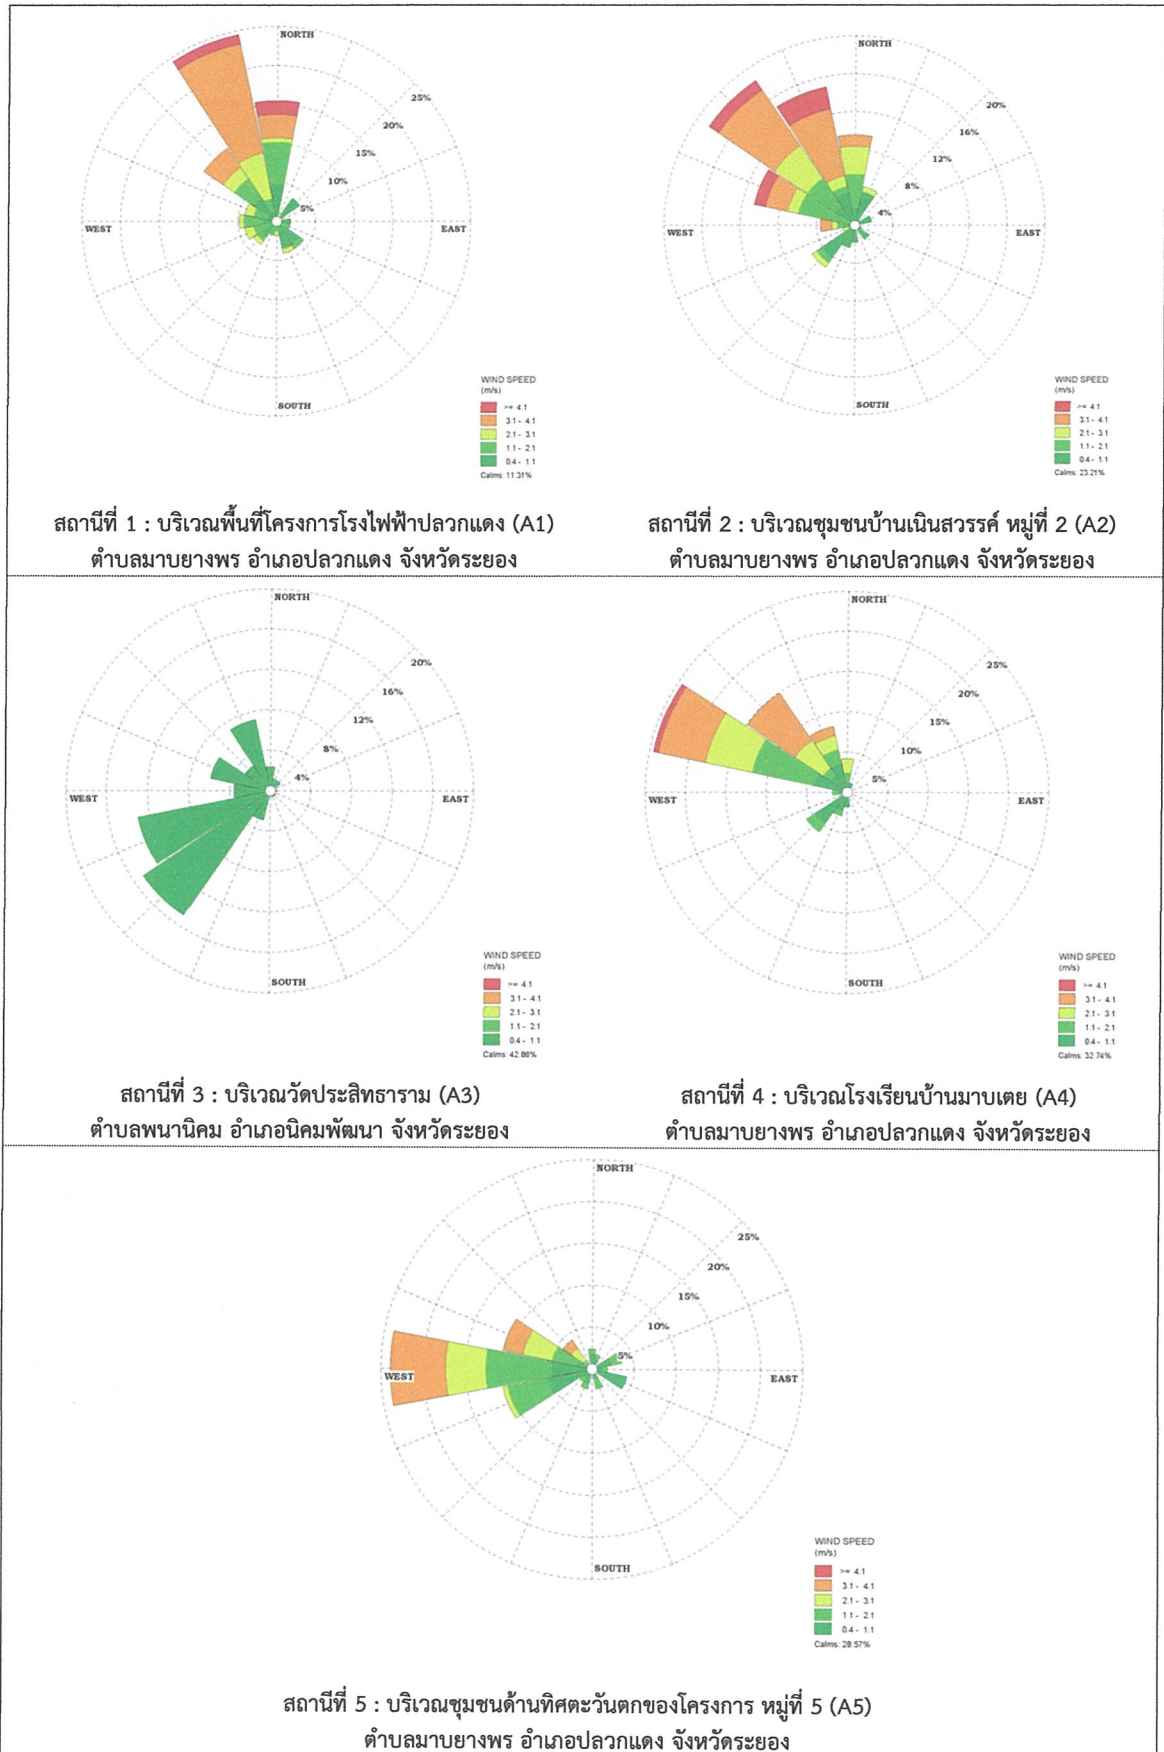 NORTH
25%
20%
15%
10%
5%
WEST
EAST
SOUTH
WIND SPEED
(m/s)
>= 4.1
3.1 - 4.1
2.1 - 3.1
1.1 - 2.1
0.4 - 1.1
Calms: 11.31%
สถานีที่ 1 : บริเวณพื้นที่โครงการโรงไฟฟ้าปลวกแดง (A1)
ตำบลมาบยางพร อำเภอปลวกแดง จังหวัดระยอง
NORTH
20%
16%
12%
8%
4%
WEST
EAST
SOUTH
WIND SPEED
(m/s)
>= 4.1
3.1 - 4.1
2.1 - 3.1
1.1 - 2.1
0.4 - 1.1
Calms: 23.21%
สถานีที่ 2 : บริเวณชุมชนบ้านเนินสวรรค์ หมู่ที่ 2 (A2)
ตำบลมาบยางพร อำเภอปลวกแดง จังหวัดระยอง
NORTH
20%
16%
12%
8%
4%
WEST
EAST
SOUTH
WIND SPEED
(m/s)
>= 4.1
3.1 - 4.1
2.1 - 3.1
1.1 - 2.1
0.4 - 1.1
Calms: 42.86%
สถานีที่ 3 : บริเวณวัดประสิทธาราม (A3)
ตำบลพนานิคม อำเภอนิคมพัฒนา จังหวัดระยอง
NORTH
25%
20%
15%
10%
5%
WEST
EAST
SOUTH
WIND SPEED
(m/s)
>= 4.1
3.1 - 4.1
2.1 - 3.1
1.1 - 2.1
0.4 - 1.1
Calms: 32.74%
สถานีที่ 4 : บริเวณโรงเรียนบ้านมาบเตย (A4)
ตำบลมาบยางพร อำเภอปลวกแดง จังหวัดระยอง
NORTH
25%
20%
15%
10%
5%
WEST
EAST
SOUTH
WIND SPEED
(m/s)
>= 4.1
3.1 - 4.1
2.1 - 3.1
1.1 - 2.1
0.4 - 1.1
Calms: 28.57%
สถานีที่ 5 : บริเวณชุมชนด้านทิศตะวันตกของโครงการ หมู่ที่ 5 (A5)
ตำบลมาบยางพร อำเภอปลวกแดง จังหวัดระยอง